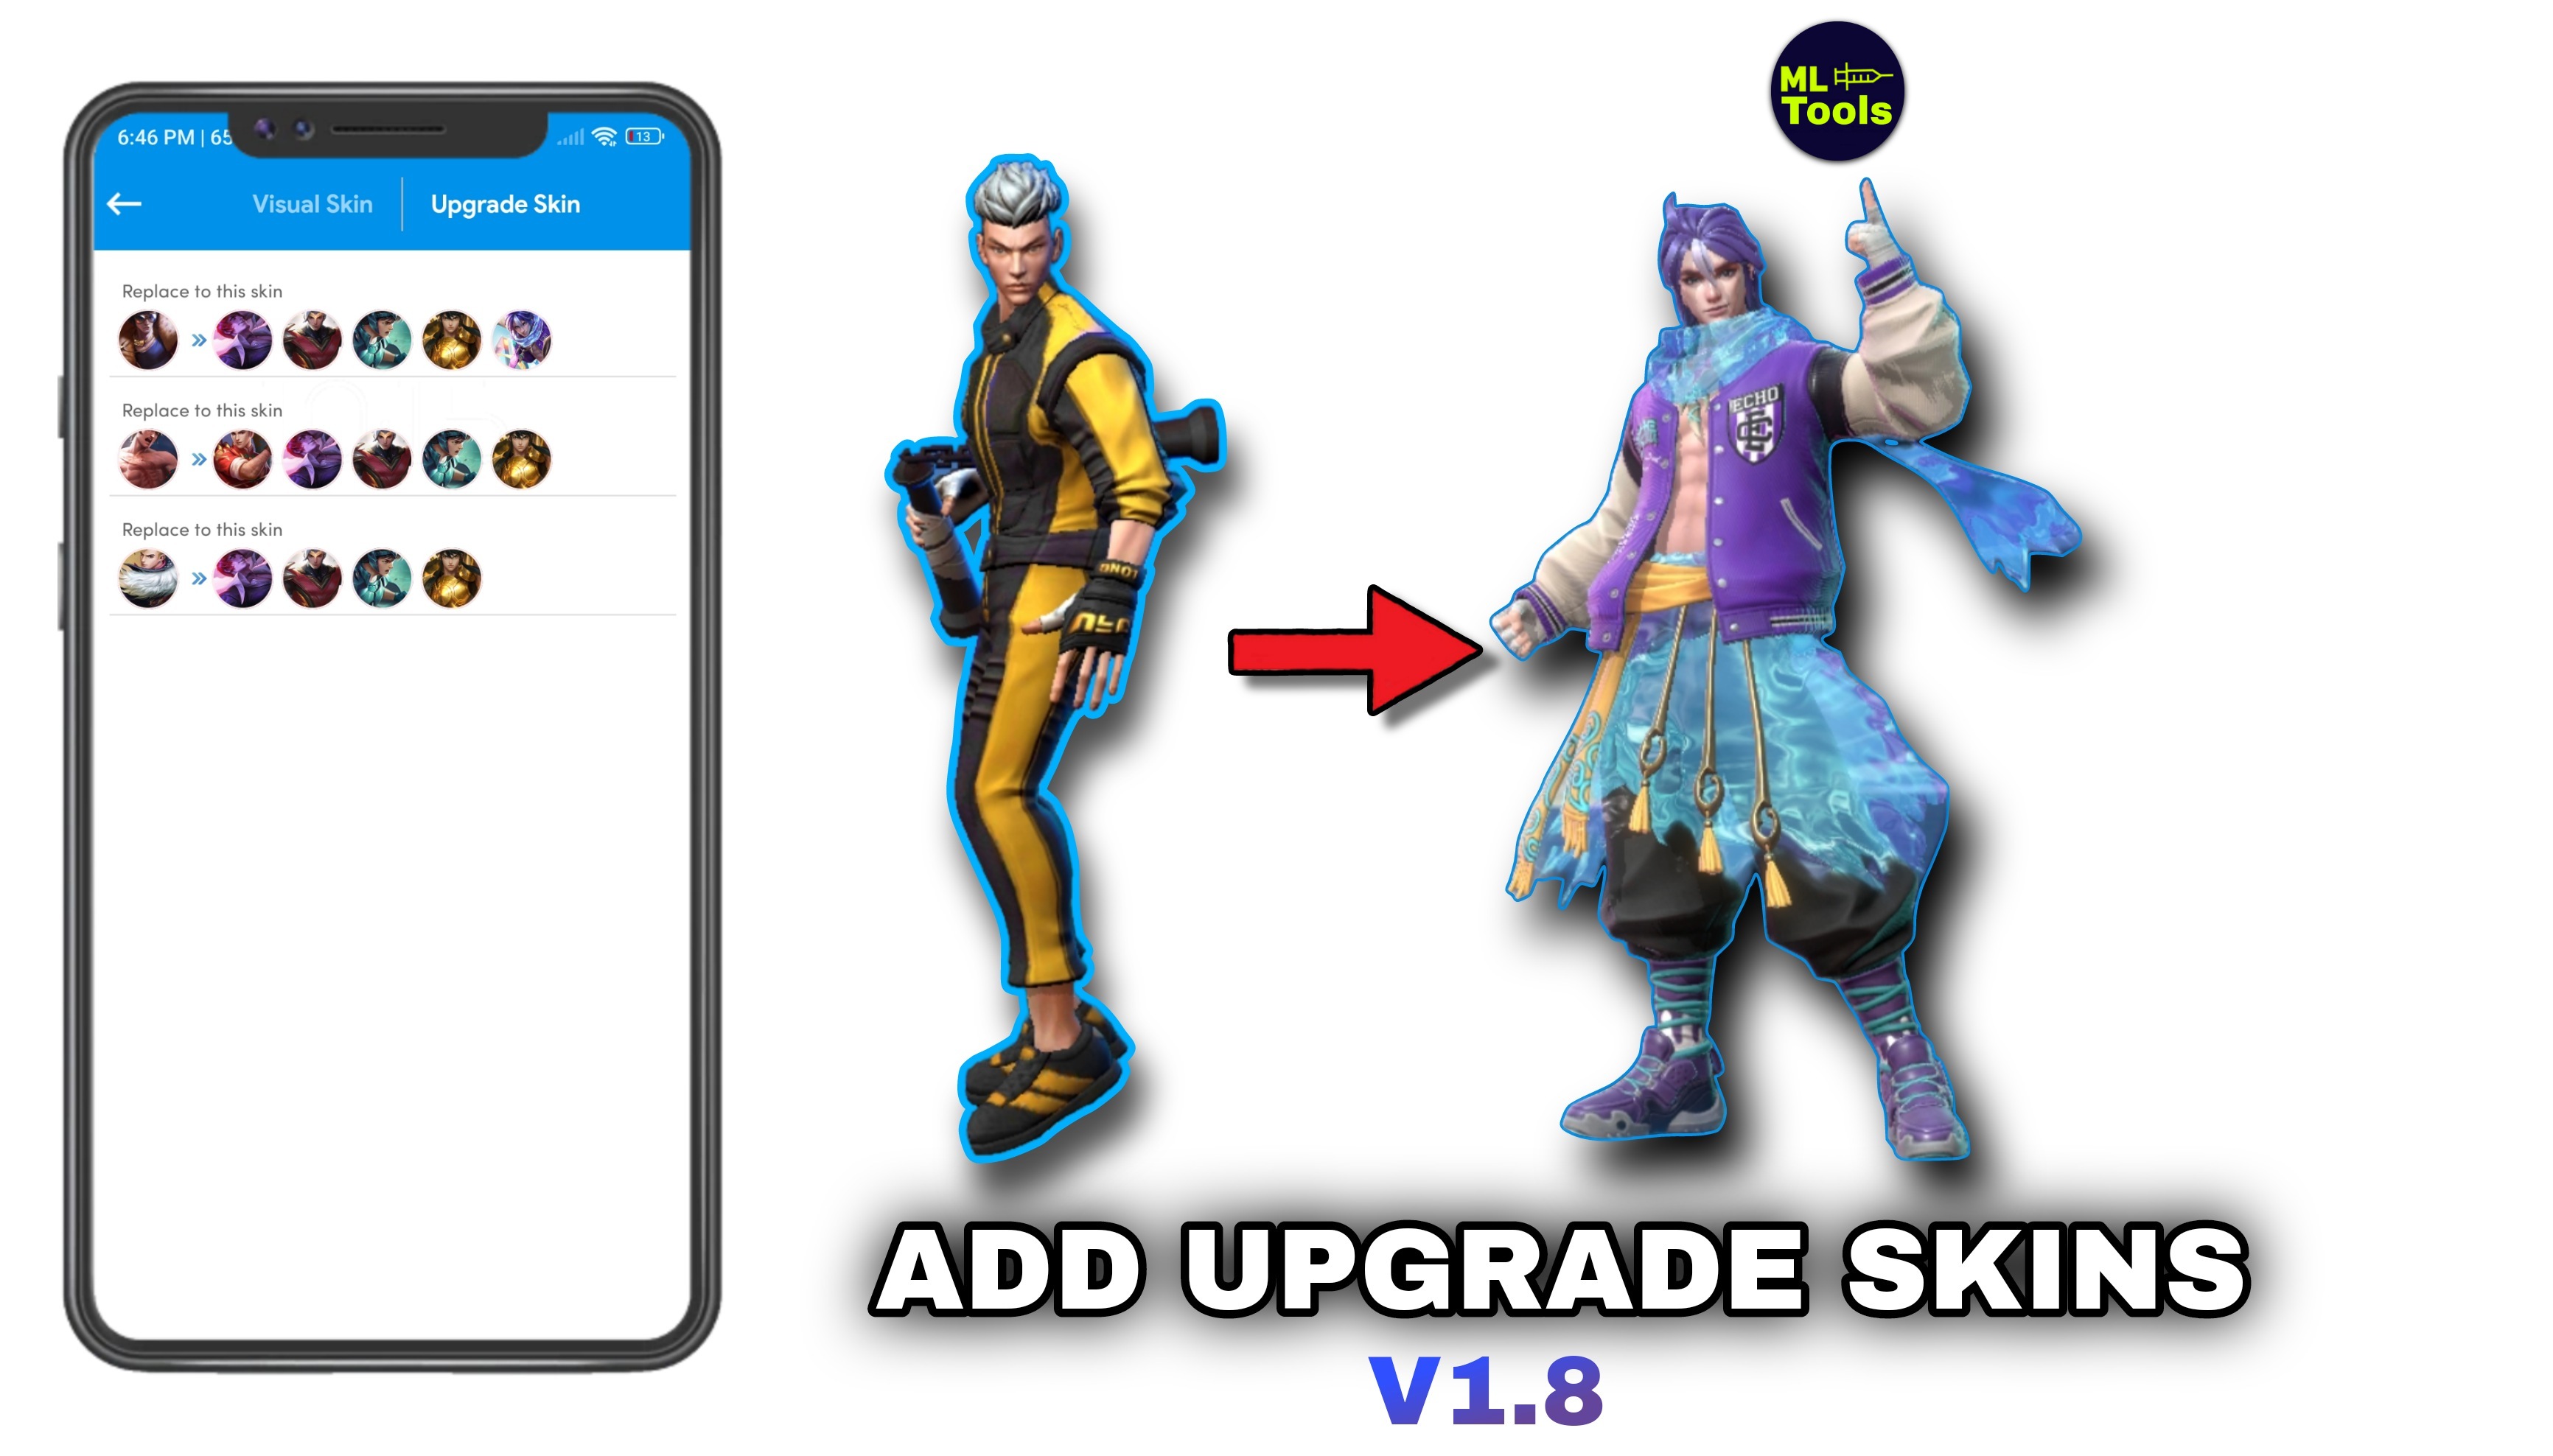 6:46 PM | 65
13
Visual Skin
Upgrade Skin
Replace to this skin
Replace to this skin
Replace to this skin
ML
Tools
ECHO
ADD UPGRADE SKINS
V1.8